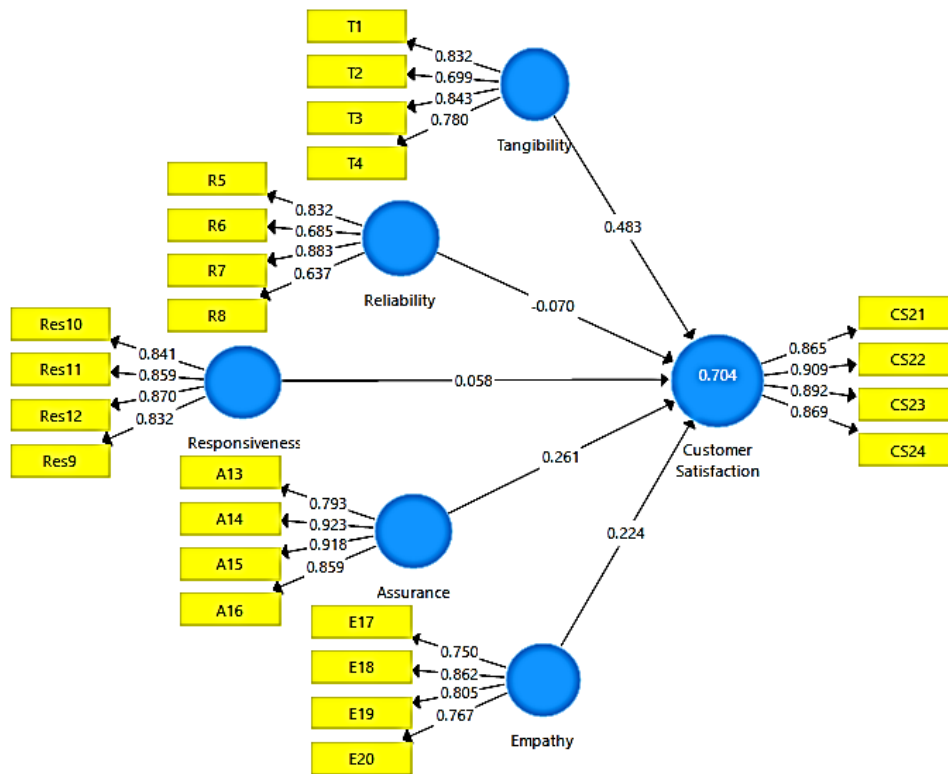 T1
0.832
T2
0.699
T3
0.843
T4
0.780
Tangibility
0.483
R5
0.832
R6
0.685
R7
0.883
R8
0.637
Reliability
-0.070
Res10
0.841
Res11
0.859
Res12
0.870
Res9
0.832
Responsiveness
0.058
A13
0.793
A14
0.923
A15
0.918
A16
0.859
Assurance
0.261
E17
0.750
E18
0.862
E19
0.805
E20
0.767
Empathy
0.224
0.704
Customer
Satisfaction
CS21
0.865
CS22
0.909
CS23
0.892
CS24
0.869